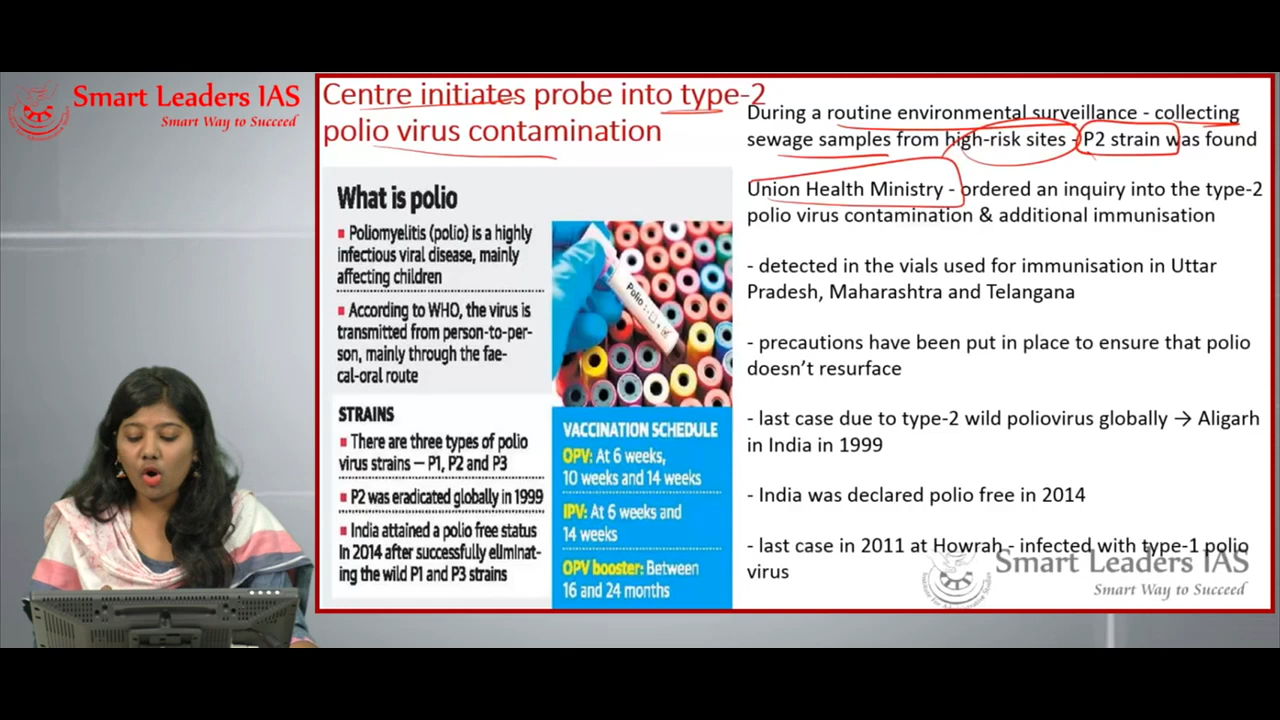 Smart Leaders IAS
Smart Way to Succeed
Centre initiates probe into type-2
polio virus contamination
What is polio
Poliomyelitis (polio) is a highly
infectious viral disease, mainly
affecting children
According to WHO, the virus is
transmitted from person-to-per-
son, mainly through the fae-
cal-oral route
STRAINS
There are three types of polio
virus strains – P1, P2 and P3
P2 was eradicated globally in 1999
India attained a polio free status
in 2014 after successfully eliminat-
ing the wild P1 and P3 strains
Polio
VACCINATION SCHEDULE
OPV: At 6 weeks,
10 weeks and 14 weeks
IPV: At 6 weeks and
14 weeks
OPV booster: Between
16 and 24 months
During a routine environmental surveillance - collecting
sewage samples from high-risk sites - P2 strain was found
Union Health Ministry - ordered an inquiry into the type-2
polio virus contamination & additional immunisation
- detected in the vials used for immunisation in Uttar
Pradesh, Maharashtra and Telangana
- precautions have been put in place to ensure that polio
doesn’t resurface
- last case due to type-2 wild poliovirus globally → Aligarh
in India in 1999
- India was declared polio free in 2014
- last case in 2011 at Howrah - infected with type-1 polio
virus
Smart Leaders IAS
Smart Way to Succeed